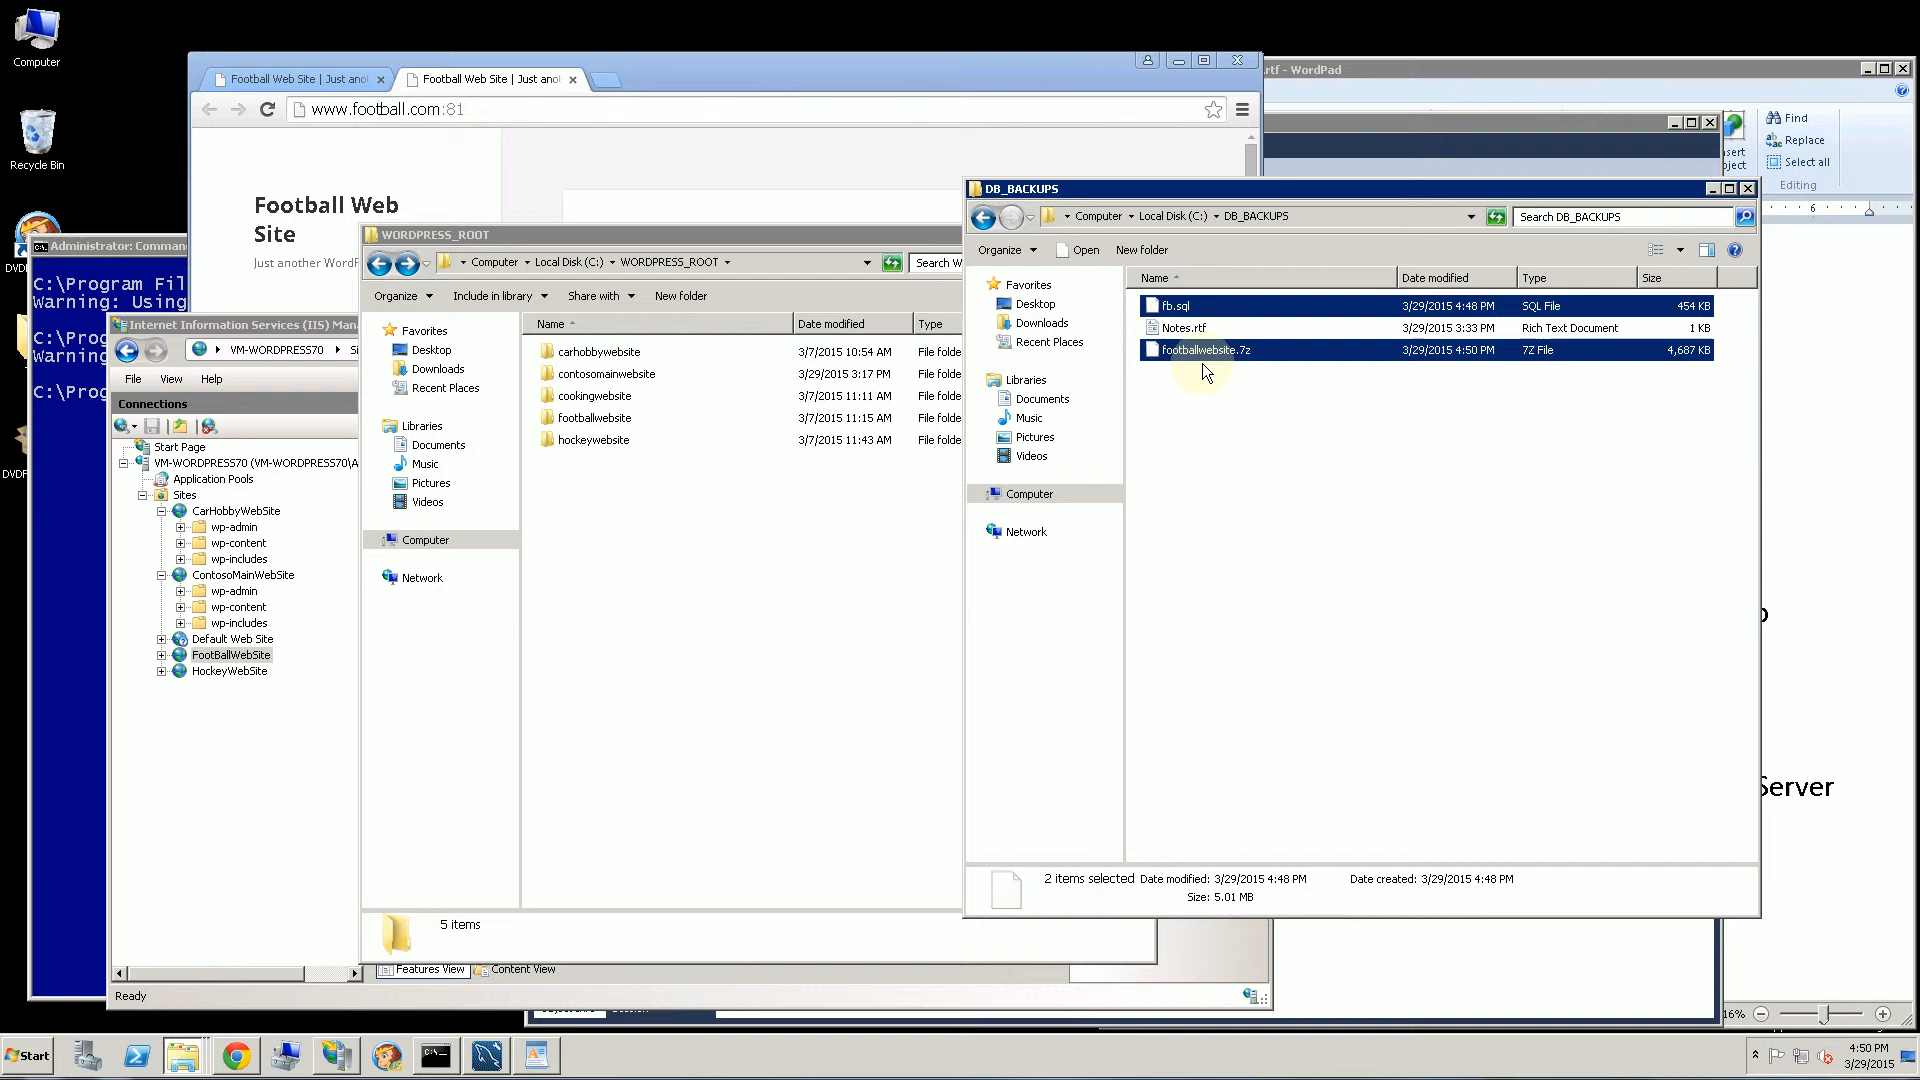 Computer
Recycle Bin
DVDF
DVDF
Administrator: Comman
C:\Program Fil
Warning: Using
C:\Prog
Warning
C:\Prog
Football Web Site | Just ano
Football Web Site | Just ano
www.football.com:81
Football Web
Site
Just another WordP
.rtf - WordPad
Find
Replace
Select all
Editing
nsert
bject
6
Server
16%
Internet Information Services (IIS) Mana
VM-WORDPRESS70
Si
File View Help
Connections
Start Page
VM-WORDPRESS70 (VM-WORDPRESS70\A
Application Pools
Sites
CarHobbyWebSite
wp-admin
wp-content
wp-includes
ContosoMainWebSite
wp-admin
wp-content
wp-includes
Default Web Site
FootBallWebSite
HockeyWebSite
Features View Content View
Ready
WORDPRESS_ROOT
Computer Local Disk (C:) WORDPRESS_ROOT
Search W
Organize Include in library Share with New folder
Favorites
Desktop
Downloads
Recent Places
Libraries
Documents
Music
Pictures
Videos
Computer
Network
Name Date modified Type
carhobbywebsite 3/7/2015 10:54 AM File folde
contosomainwebsite 3/29/2015 3:17 PM File folde
cookingwebsite 3/7/2015 11:11 AM File folde
footballwebsite 3/7/2015 11:15 AM File folde
hockeywebsite 3/7/2015 11:43 AM File folde
5 items
DB_BACKUPS
Computer Local Disk (C:) DB_BACKUPS
Search DB_BACKUPS
Organize Open New folder
Favorites
Desktop
Downloads
Recent Places
Libraries
Documents
Music
Pictures
Videos
Computer
Network
Name Date modified Type Size
fb.sql 3/29/2015 4:48 PM SQL File 454 KB
Notes.rtf 3/29/2015 3:33 PM Rich Text Document 1 KB
footballwebsite.7z 3/29/2015 4:50 PM 7Z File 4,687 KB
2 items selected Date modified: 3/29/2015 4:48 PM Date created: 3/29/2015 4:48 PM
Size: 5.01 MB
Start
4:50 PM
3/29/2015